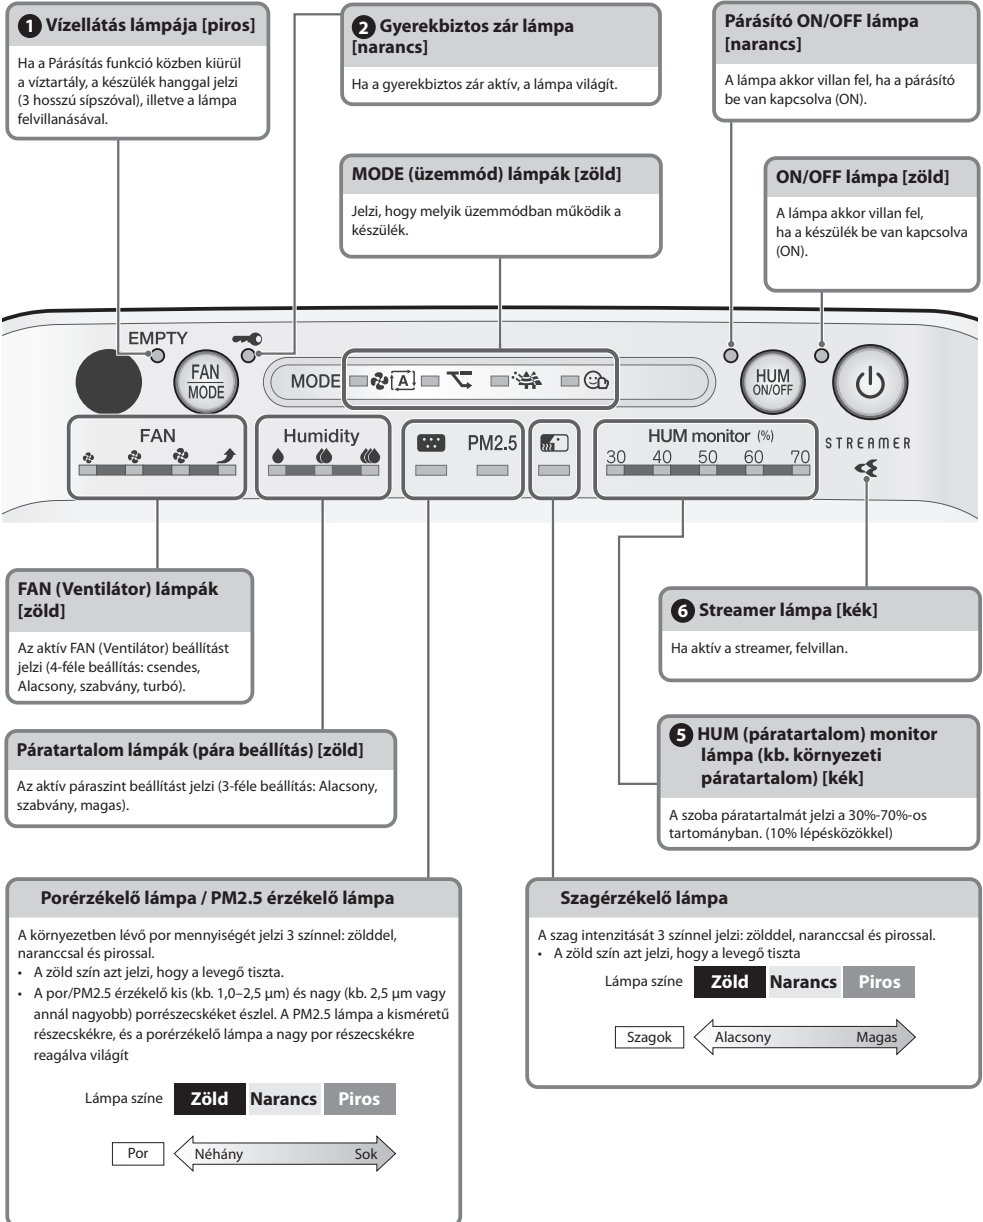 1 Vízellátás lámpája [piros]
Ha a Párásítás funkció közben kiürül
a víztartály, a készülék hanggal jelzi
(3 hosszú sípszóval), illetve a lámpa
felvillanásával.
2 Gyerekbiztos zár lámpa
[narancs]
Ha a gyerekbiztos zár aktív, a lámpa világít.
Párásító ON/OFF lámpa
[narancs]
A lámpa akkor villan fel, ha a párásító
be van kapcsolva (ON).
MODE (üzemmód) lámpák [zöld]
Jelzi, hogy melyik üzemmódban működik a
készülék.
ON/OFF lámpa [zöld]
A lámpa akkor villan fel,
ha a készülék be van kapcsolva
(ON).
EMPTY
FAN
MODE
MODE
A
HUM
ON/OFF
FAN
Humidity
PM2.5
HUM monitor (%)
30 40 50 60 70
STREAMER
FAN (Ventilátor) lámpák
[zöld]
Az aktív FAN (Ventilátor) beállítást
jelzi (4-féle beállítás: csendes,
Alacsony, szabvány, turbó).
6 Streamer lámpa [kék]
Ha aktív a streamer, felvillan.
Páratartalom lámpák (pára beállítás) [zöld]
Az aktív páraszint beállítást jelzi (3-féle beállítás: Alacsony,
szabvány, magas).
5 HUM (páratartalom) monitor
lámpa (kb. környezeti
páratartalom) [kék]
A szoba páratartalmát jelzi a 30%-70%-os
tartományban. (10% lépésközökkel)
Porérzékelő lámpa / PM2.5 érzékelő lámpa
A környezetben lévő por mennyiségét jelzi 3 színnel: zölddel,
naranccsal és pirossal.
• A zöld szín azt jelzi, hogy a levegő tiszta.
• A por/PM2.5 érzékelő kis (kb. 1,0–2,5 μm) és nagy (kb. 2,5 μm vagy
annál nagyobb) porrészecskéket észlel. A PM2.5 lámpa a kisméretű
részecskékre, és a porérzékelő lámpa a nagy por részecskékre
reagálva világít
Lámpa színe Zöld Narancs Piros
Por Néhány Sok
Szagérzékelő lámpa
A szag intenzitását 3 színnel jelzi: zölddel, naranccsal és pirossal.
• A zöld szín azt jelzi, hogy a levegő tiszta
Lámpa színe Zöld Narancs Piros
Szagok Alacsony Magas